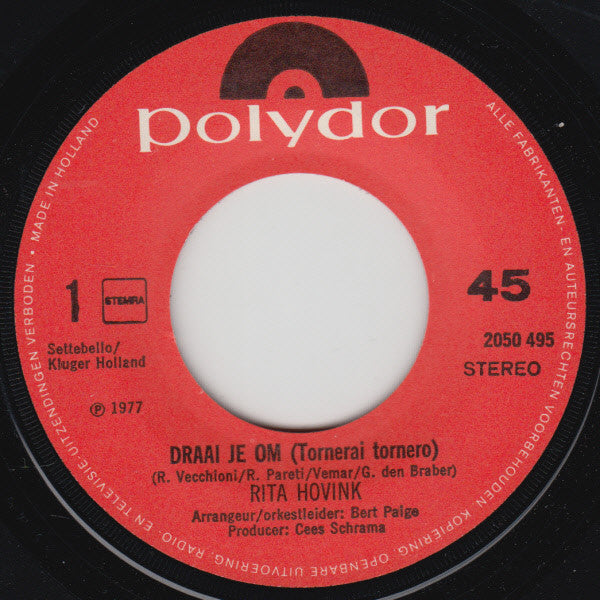 polydor
1
STEMRA
45
Settebello/
Kluger Holland
2050 495
STEREO
℗ 1977
DRAAI JE OM (Tornerai tornero)
(R. Vecchioni/R. Pareti/Vemar/G. den Braber)
RITA HOVINK
Arrangeur/orkestleider: Bert Paige
Producer: Cees Schrama
ALLE FABRIKANTEN- EN AUTEURSRECHTEN VOORBEHOUDEN. KOPIËRING, OPENBARE UITVOERING, RADIO EN TELEVISIE-UITZENDINGEN VERBODEN • MADE IN HOLLAND